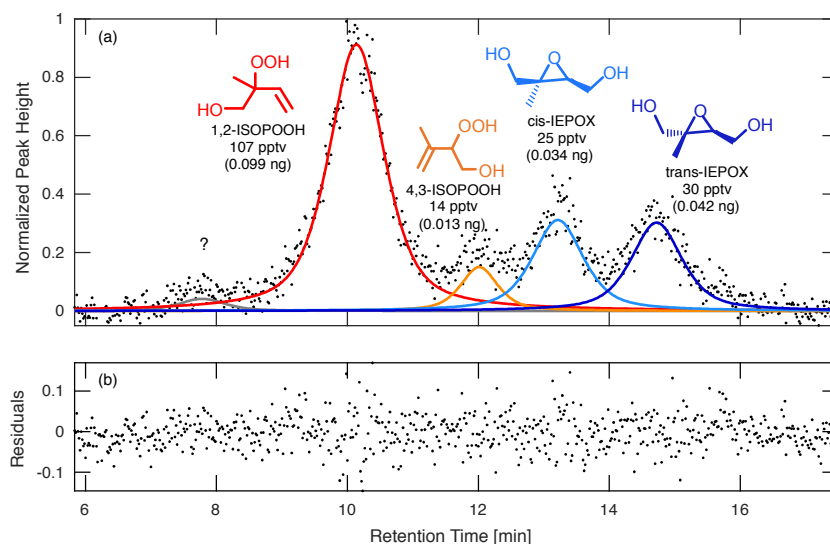 (a)
Normalized Peak Height
1
0.8
0.6
0.4
0.2
0
?
OOH
HO
1,2-ISOPOOH
107 pptv
(0.099 ng)
OOH
OH
4,3-ISOPOOH
14 pptv
(0.013 ng)
HO
O
OH
cis-IEPOX
25 pptv
(0.034 ng)
HO
O
OH
trans-IEPOX
30 pptv
(0.042 ng)
(b)
Residuals
0.1
0
-0.1
6 8 10 12 14 16
Retention Time [min]